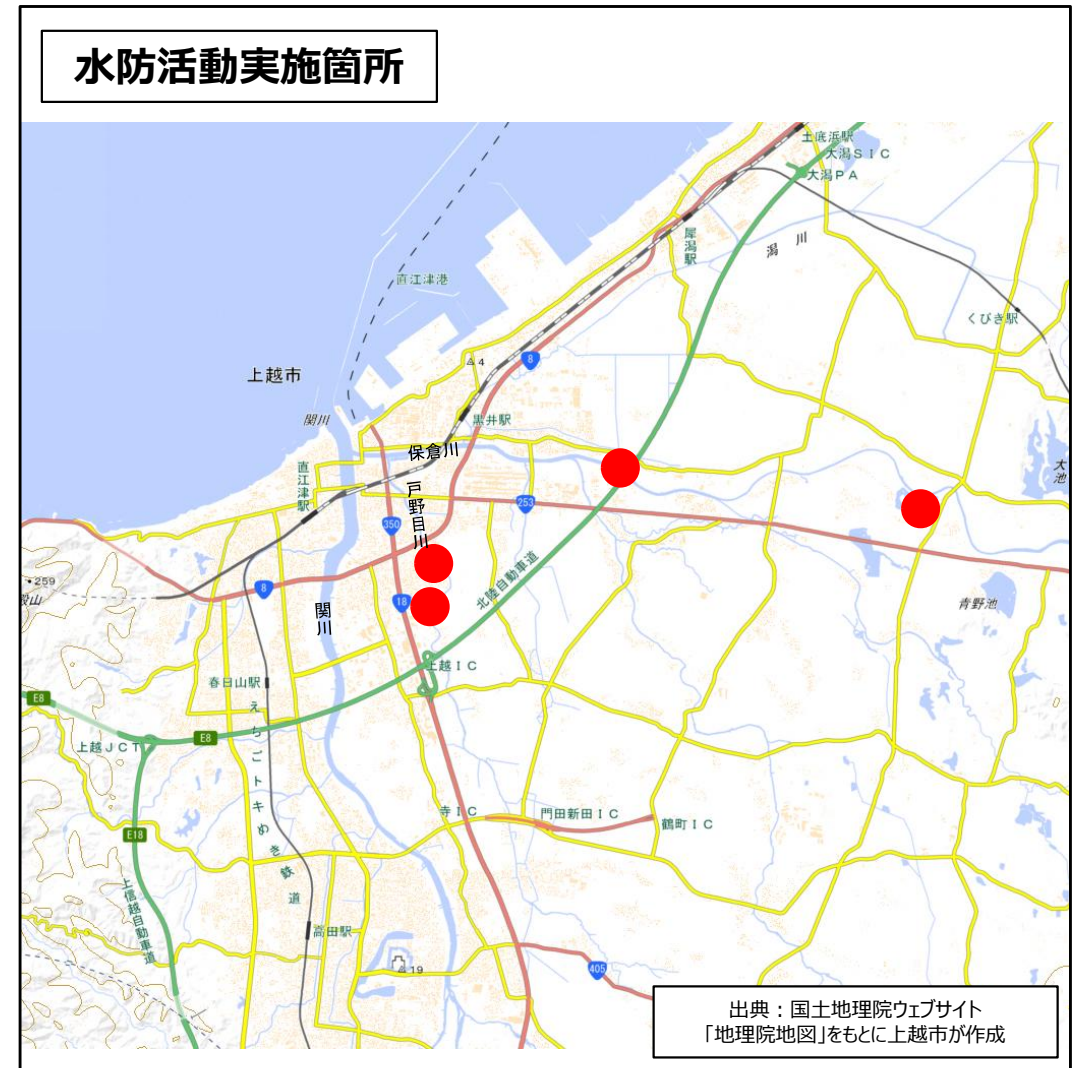 水防活動実施箇所
土底浜駅
大潟SIC
大潟PA
犀潟駅
潟川
直江津港
くびき駅
8
4
上越市
関川
黒井駅
保倉川
大池
直江津駅
戸野目川
253
350
北陸自動車道
259
8
18
青野池
関川
上越IC
春日山駅
E8
えちごトキめき鉄道
上越JCT
E8
寺IC
門田新田IC
鶴町IC
E18
上信越自動車道
高田駅
19
405
出典：国土地理院ウェブサイト
「地理院地図」をもとに上越市が作成